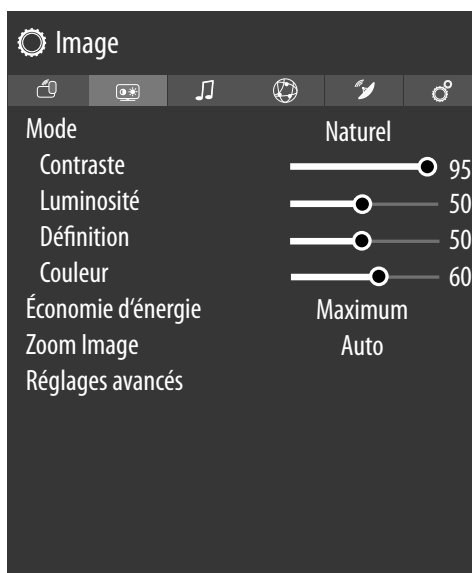 Image
Mode Naturel
Contraste 95
Luminosité 50
Définition 50
Couleur 60
Économie d‘énergie Maximum
Zoom Image Auto
Réglages avancés